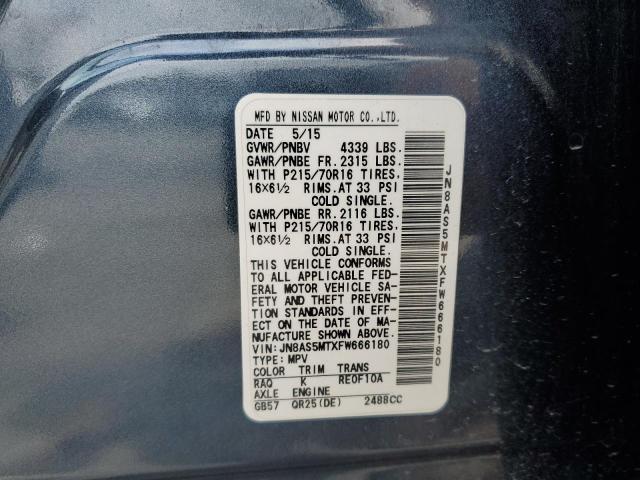 MFD BY NISSAN MOTOR CO.,LTD.
DATE 5/15
GVWR/PNBV 4339 LBS.
GAWR/PNBE FR. 2315 LBS.
WITH P215/70R16 TIRES.
16X6½ RIMS. AT 33 PSI
COLD SINGLE.
GAWR/PNBE RR. 2116 LBS.
WITH P215/70R16 TIRES.
16X6½ RIMS. AT 33 PSI
COLD SINGLE.
THIS VEHICLE CONFORMS
TO ALL APPLICABLE FED-
ERAL MOTOR VEHICLE SA-
FETY AND THEFT PREVEN-
TION STANDARDS IN EFF-
ECT ON THE DATE OF MA-
NUFACTURE SHOWN ABOVE.
VIN: JN8AS5MTXFW666180
TYPE: MPV
COLOR TRIM TRANS
RAQ K RE0F10A
AXLE ENGINE
GB57 QR25(DE) 2488CC
JN8AS5MTXFW666180